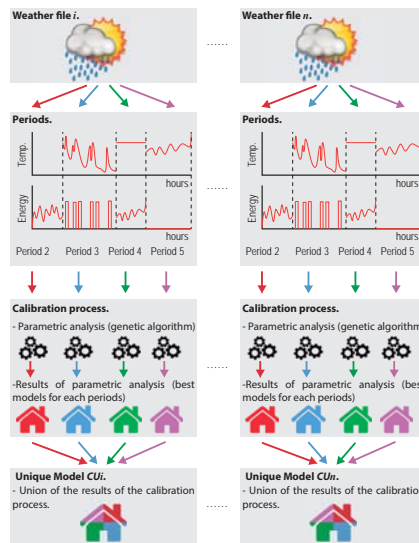 Weather file i.
Periods.
Temp.
hours
Energy
hours
Period 2 Period 3 Period 4 Period 5
Calibration process.
- Parametric analysis (genetic algorithm)
-Results of parametric analysis (best
models for each periods)
Unique Model CUi.
- Union of the results of the calibration
process.
......
......
......
......
Weather file n.
Periods.
Temp.
hours
Energy
hours
Period 2 Period 3 Period 4 Period 5
Calibration process.
- Parametric analysis (genetic algorithm
-Results of parametric analysis (bes
models for each periods)
Unique Model CUn.
- Union of the results of the calibration
process.